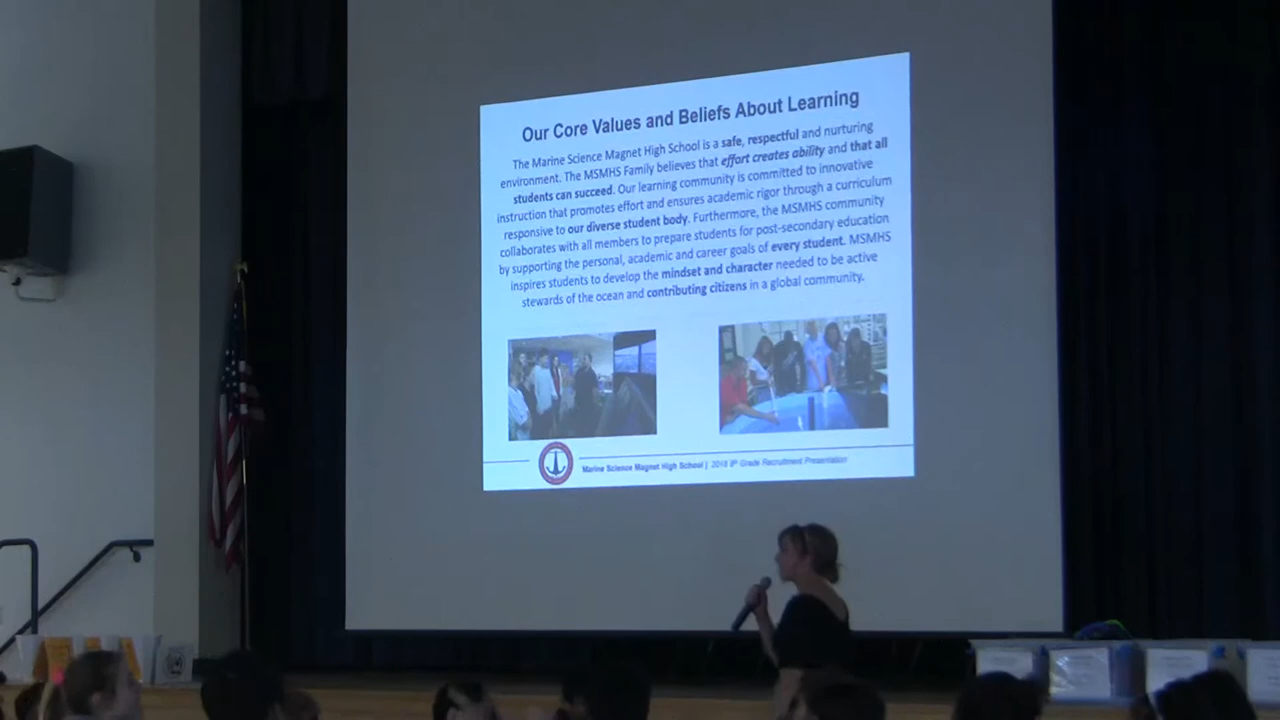 Our Core Values and Beliefs About Learning
The Marine Science Magnet High School is a safe, respectful and nurturing
environment. The MSMHS Family believes that effort creates ability and that all
students can succeed. Our learning community is committed to innovative
instruction that promotes effort and ensures academic rigor through a curriculum
responsive to our diverse student body. Furthermore, the MSMHS community
collaborates with all members to prepare students for post-secondary education
by supporting the personal, academic and career goals of every student. MSMHS
inspires students to develop the mindset and character needed to be active
stewards of the ocean and contributing citizens in a global community.
Marine Science Magnet High School | 2018 8th Grade Recruitment Presentation